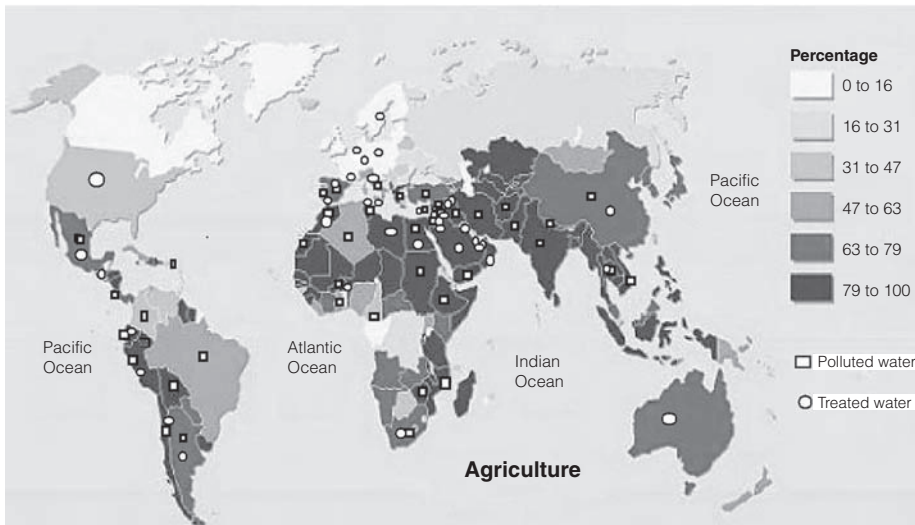 Percentage
0 to 16
16 to 31
31 to 47
47 to 63
63 to 79
79 to 100
Pacific
Ocean
Pacific
Ocean
Atlantic
Ocean
Indian
Ocean
Polluted water
Treated water
Agriculture